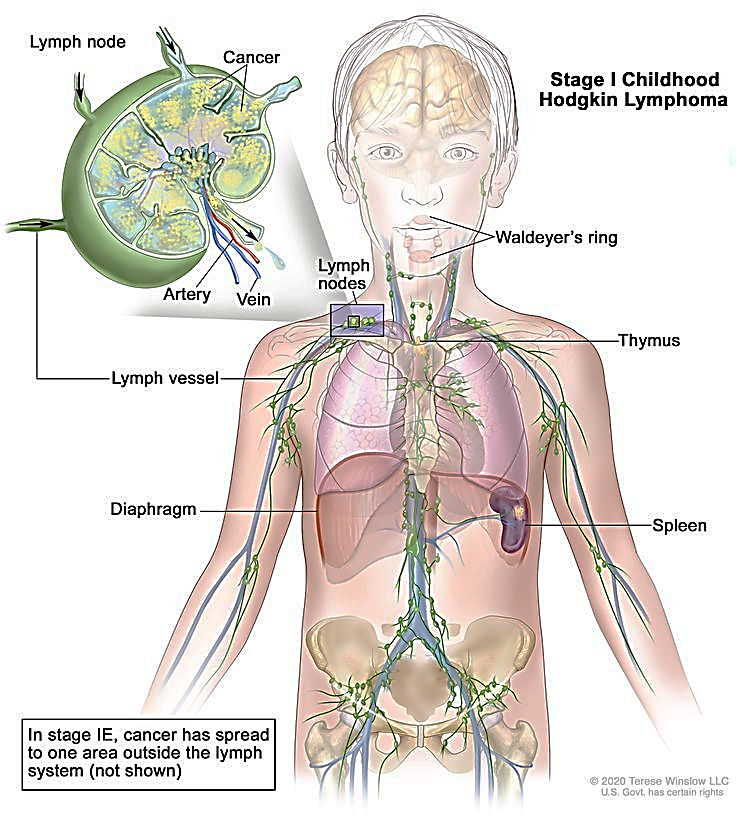 Lymph node
Cancer
Stage I Childhood
Hodgkin Lymphoma
Waldeyer's ring
Lymph
nodes
Artery
Vein
Thymus
Lymph vessel
Diaphragm
Spleen
In stage IE, cancer has spread
to one area outside the lymph
system (not shown)
© 2020 Terese Winslow LLC
U.S. Govt. has certain rights